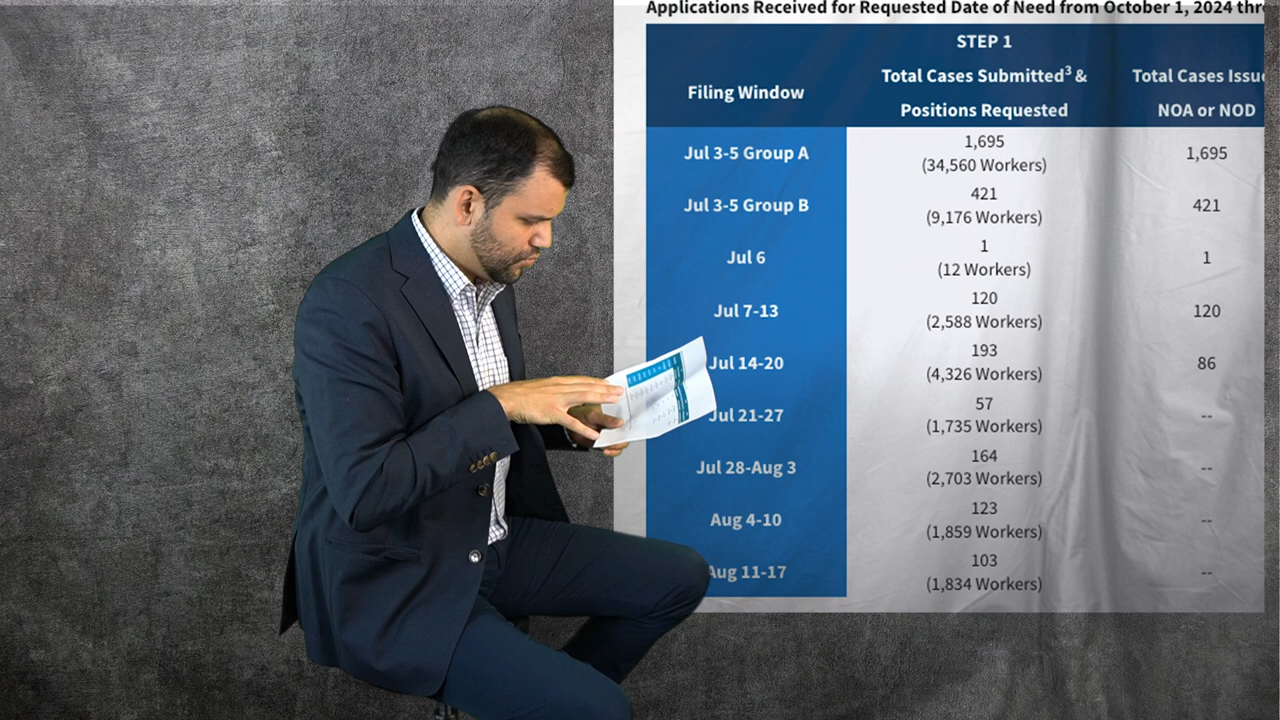 Applications Received for Requested Date of Need from October 1, 2024
STEP 1
Filing Window
Total Cases Submitted³ &
Positions Requested
Total Cases
NOA or NOD
Jul 3-5 Group A
1,695
(34,560 Workers)
1,695
Jul 3-5 Group B
421
(9,176 Workers)
421
Jul 6
1
(12 Workers)
1
Jul 7-13
120
(2,588 Workers)
120
Jul 14-20
193
(4,326 Workers)
86
Jul 21-27
57
(1,735 Workers)
--
Jul 28-Aug 3
164
(2,703 Workers)
--
Aug 4-10
123
(1,859 Workers)
--
Aug 11-17
103
(1,834 Workers)
--